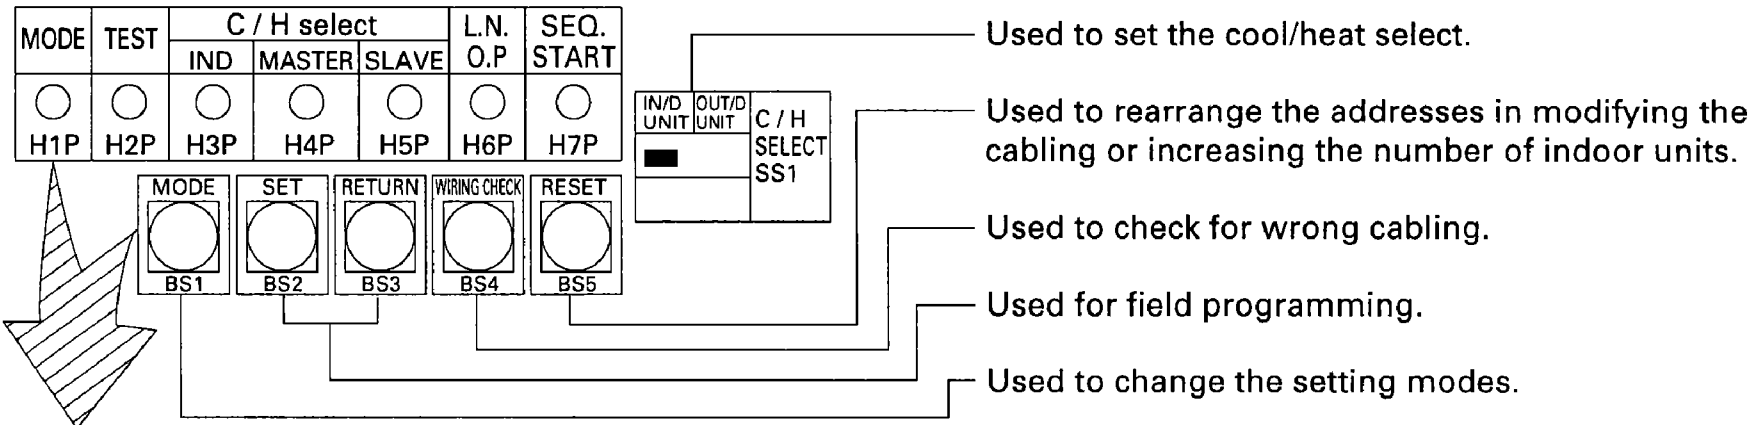 MODE TEST C / H select L.N. O.P SEQ. START
IND MASTER SLAVE
H1P H2P H3P H4P H5P H6P H7P
IN/D UNIT OUT/D UNIT C / H SELECT SS1
MODE SET RETURN WIRING CHECK RESET
BS1 BS2 BS3 BS4 BS5
Used to set the cool/heat select.
Used to rearrange the addresses in modifying the
cabling or increasing the number of indoor units.
Used to check for wrong cabling.
Used for field programming.
Used to change the setting modes.